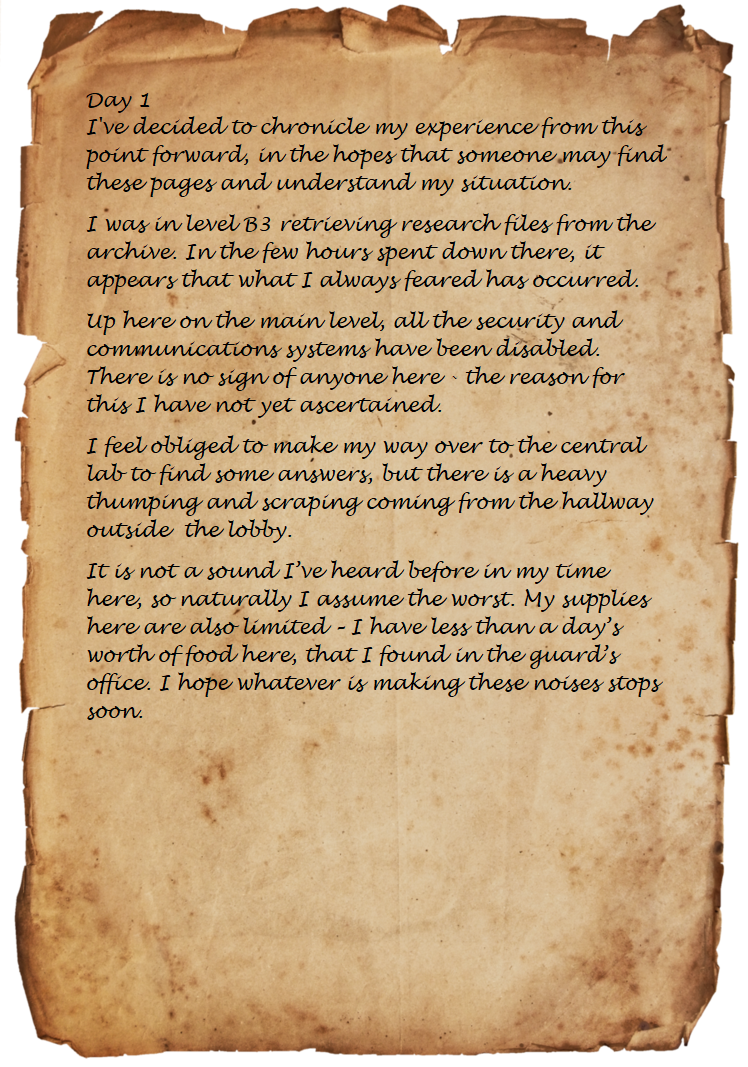 Day 1
I've decided to chronicle my experience from this
point forward, in the hopes that someone may find
these pages and understand my situation.
I was in level B3 retrieving research files from the
archive. In the few hours spent down there, it
appears that what I always feared has occurred.
Up here on the main level, all the security and
communications systems have been disabled.
There is no sign of anyone here - the reason for
this I have not yet ascertained.
I feel obliged to make my way over to the central
lab to find some answers, but there is a heavy
thumping and scraping coming from the hallway
outside  the lobby.
It is not a sound I’ve heard before in my time
here, so naturally I assume the worst. My supplies
here are also limited – I have less than a day’s
worth of food here, that I found in the guard’s
office. I hope whatever is making these noises stops
soon.